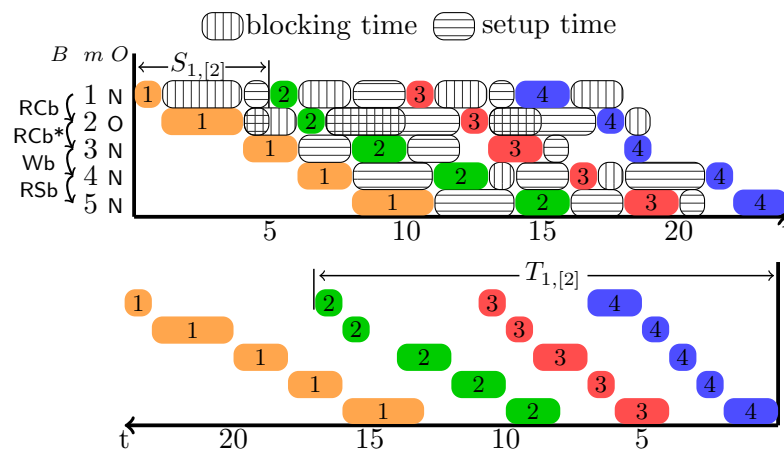 blocking time setup time
B m O
S1,[2]
1 N 1 2 3 4
RCb
2 O 1 2 3 4
RCb*
3 N 1 2 3 4
Wb
4 N 1 2 3 4
RSb
5 N 1 2 3 4
5 10 15 20
T1,[2]
1 2 3 4
1 2 3 4
1 2 3 4
1 2 3 4
1 2 3 4
t 20 15 10 5